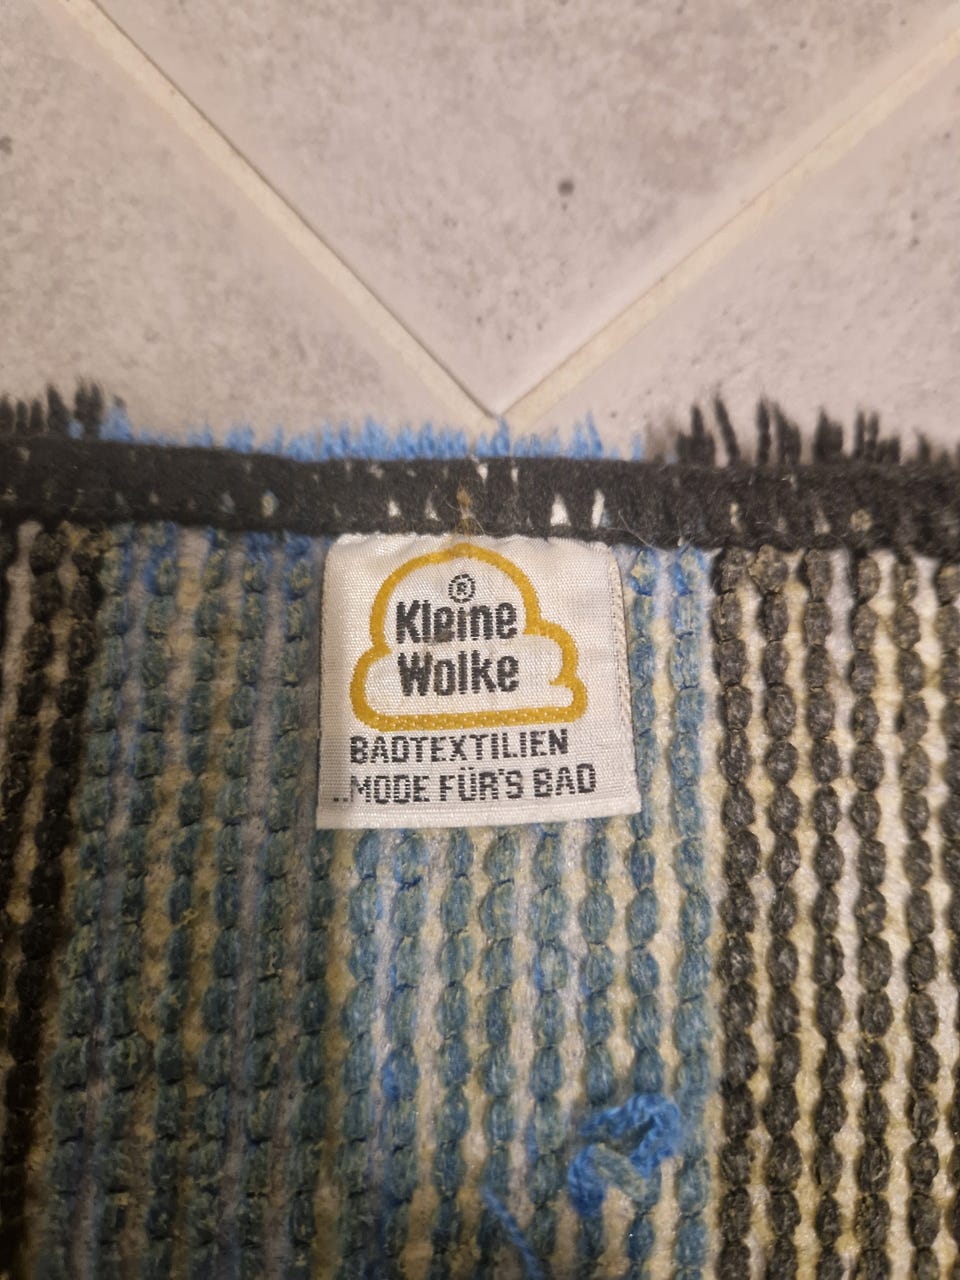 ®
Kleine
Wolke
BADTEXTILIEN
..MODE FÜR'S BAD